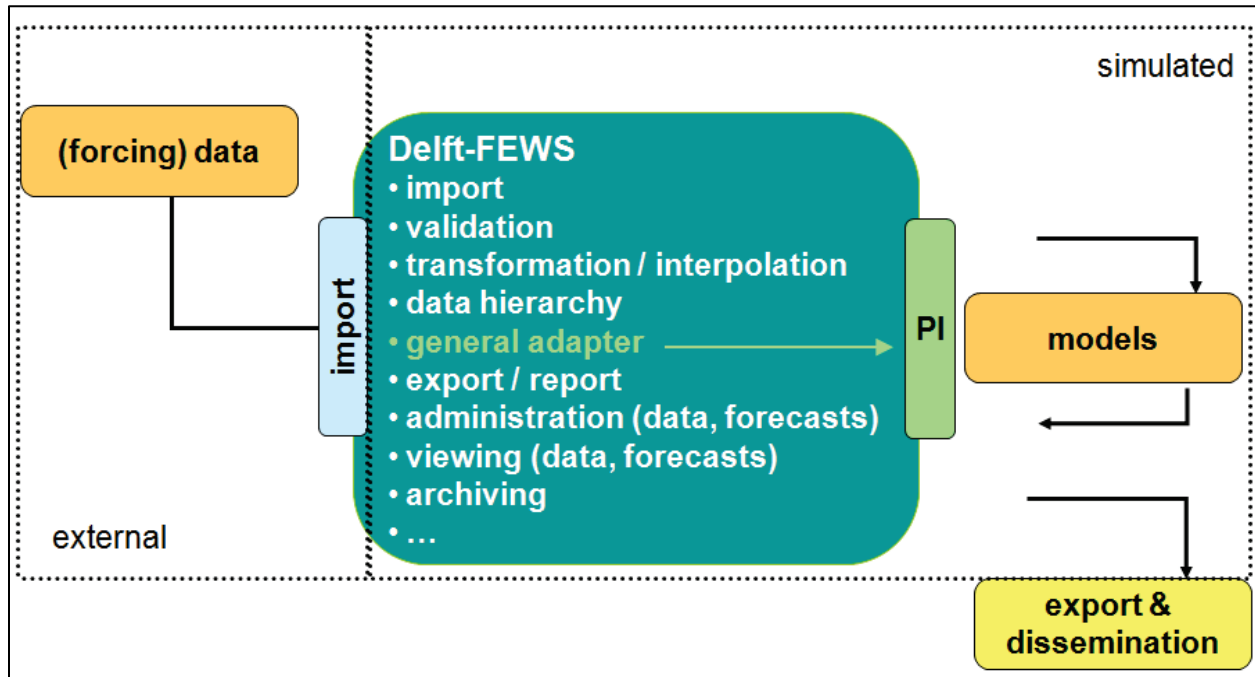 simulated
(forcing) data
import
Delft-FEWS
• import
• validation
• transformation / interpolation
• data hierarchy
• general adapter
• export / report
• administration (data, forecasts)
• viewing (data, forecasts)
• archiving
• ...
PI
models
external
export &
dissemination